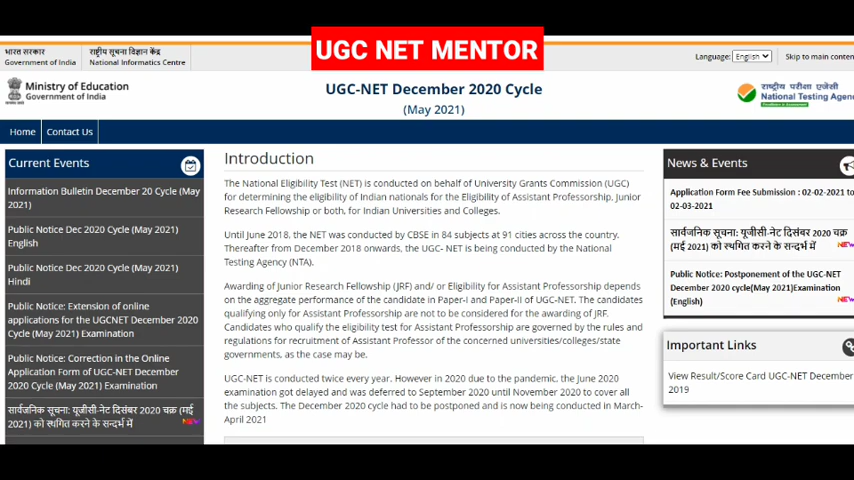 UGC NET MENTOR
भारत सरकार
Government of India
राष्ट्रीय सूचना विज्ञान केंद्र
National Informatics Centre
Language: English
Skip to main conten
Ministry of Education
Government of India
UGC-NET December 2020 Cycle
(May 2021)
राष्ट्रीय परीक्षा एजेंसी
National Testing Agen
Home
Contact Us
Current Events
Information Bulletin December 20 Cycle (May
2021)
Public Notice Dec 2020 Cycle (May 2021)
English
Public Notice Dec 2020 Cycle (May 2021)
Hindi
Public Notice: Extension of online
applications for the UGCNET December 2020
Cycle (May 2021) Examination
Public Notice: Correction in the Online
Application Form of UGC-NET December
2020 Cycle (May 2021) Examination
सार्वजनिक सूचना: यूजीसी-नेट दिसंबर 2020 चक्र (मई
2021) को स्थगित करने के सन्दर्भ में NEW
Introduction
The National Eligibility Test (NET) is conducted on behalf of University Grants Commission (UGC)
for determining the eligibility of Indian nationals for the Eligibility of Assistant Professorship, Junior
Research Fellowship or both, for Indian Universities and Colleges.
Until June 2018, the NET was conducted by CBSE in 84 subjects at 91 cities across the country.
Thereafter from December 2018 onwards, the UGC- NET is being conducted by the National
Testing Agency (NTA).
Awarding of Junior Research Fellowship (JRF) and/ or Eligibility for Assistant Professorship depends
on the aggregate performance of the candidate in Paper-I and Paper-II of UGC-NET. The candidates
qualifying only for Assistant Professorship are not to be considered for the awarding of JRF.
Candidates who qualify the eligibility test for Assistant Professorship are governed by the rules and
regulations for recruitment of Assistant Professor of the concerned universities/colleges/state
governments, as the case may be.
UGC-NET is conducted twice every year. However in 2020 due to the pandemic, the June 2020
examination got delayed and was deferred to September 2020 until November 2020 to cover all
the subjects. The December 2020 cycle had to be postponed and is now being conducted in March-
April 2021
News & Events
Application Form Fee Submission : 02-02-2021 to
02-03-2021
सार्वजनिक सूचना: यूजीसी-नेट दिसंबर 2020 चक्र
(मई 2021) को स्थगित करने के सन्दर्भ में NEW
Public Notice: Postponement of the UGC-NET
December 2020 cycle(May 2021)Examination
(English) NEW
Important Links
View Result/Score Card UGC-NET December
2019